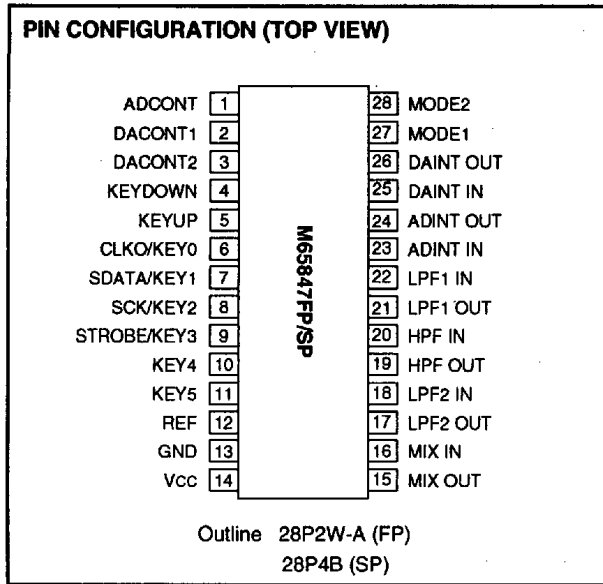 PIN CONFIGURATION (TOP VIEW)
ADCONT 1 28 MODE2
DACONT1 2 27 MODE1
DACONT2 3 26 DAINT OUT
KEYDOWN 4 25 DAINT IN
KEYUP 5 24 ADINT OUT
CLKO/KEY0 6 23 ADINT IN
SDATA/KEY1 7 22 LPF1 IN
SCK/KEY2 8 21 LPF1 OUT
STROBE/KEY3 9 20 HPF IN
KEY4 10 19 HPF OUT
KEY5 11 18 LPF2 IN
REF 12 17 LPF2 OUT
GND 13 16 MIX IN
Vcc 14 15 MIX OUT
M65847FP/SP
Outline 28P2W-A (FP)
28P4B (SP)